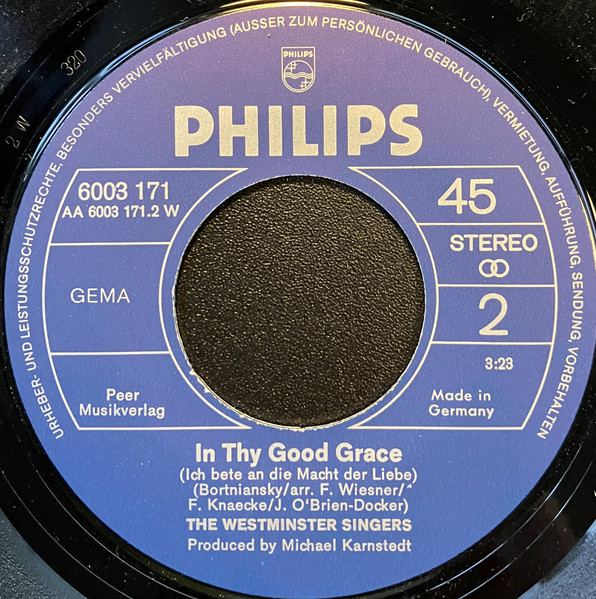 URHEBER- UND LEISTUNGSSCHUTZRECHTE, BESONDERS VERVIELFÄLTIGUNG (AUSSER ZUM PERSÖNLICHEN GEBRAUCH), VERMIETUNG, AUFFÜHRUNG, SENDUNG, VORBEHALTEN
PHILIPS
PHILIPS
6003 171
AA 6003 171.2 W
45
STEREO
GEMA
2
3:23
Peer
Musikverlag
Made in
Germany
In Thy Good Grace
(Ich bete an die Macht der Liebe)
(Bortniansky/arr. F. Wiesner/
F. Knaecke/J. O'Brien-Docker)
THE WESTMINSTER SINGERS
Produced by Michael Karnstedt
320
2 W